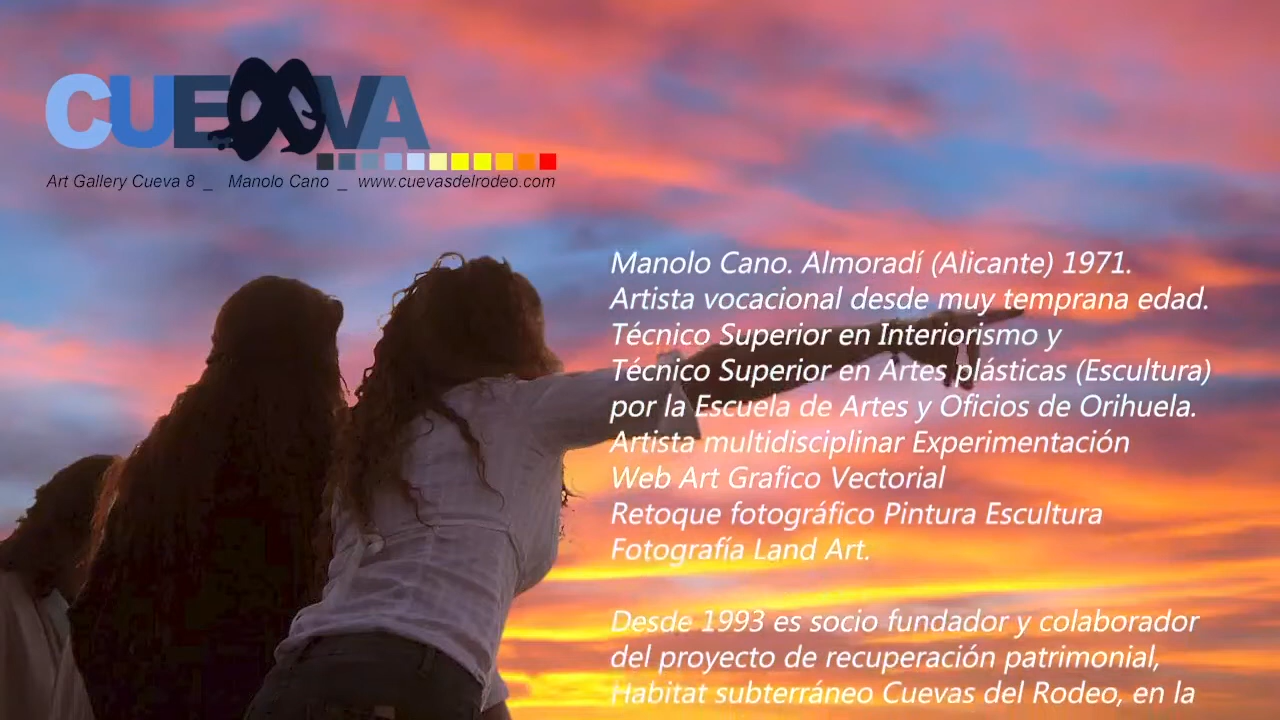 CUEVA
Art Gallery Cueva 8 _ Manolo Cano _ www.cuevasdelrodeo.com
Manolo Cano. Almoradí (Alicante) 1971.
Artista vocacional desde muy temprana edad.
Técnico Superior en Interiorismo y
Técnico Superior en Artes plásticas (Escultura)
por la Escuela de Artes y Oficios de Orihuela.
Artista multidisciplinar Experimentación
Web Art Grafico Vectorial
Retoque fotográfico Pintura Escultura
Fotografía Land Art.
Desde 1993 es socio fundador y colaborador
del proyecto de recuperación patrimonial,
Habitat subterráneo Cuevas del Rodeo, en la